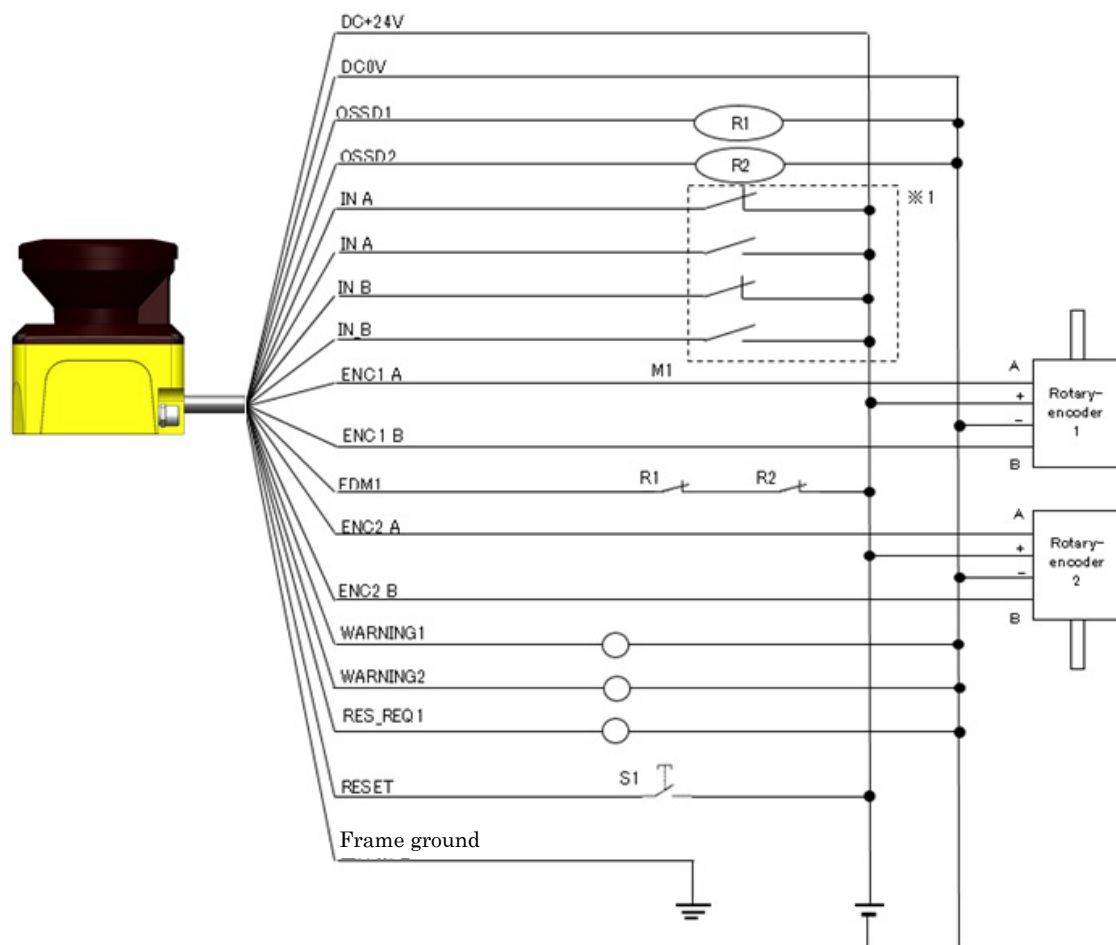 DC+24V
DC0V
OSSD1
R1
OSSD2
R2
IN A
※1
IN A
IN B
IN_B
ENC1 A
M1
A
+
Rotary-
encoder
1
-
ENC1 B
B
EDM1
R1
R2
ENC2 A
A
+
Rotary-
encoder
2
-
ENC2 B
B
WARNING1
WARNING2
RES_REQ1
RESET
S1
Frame ground